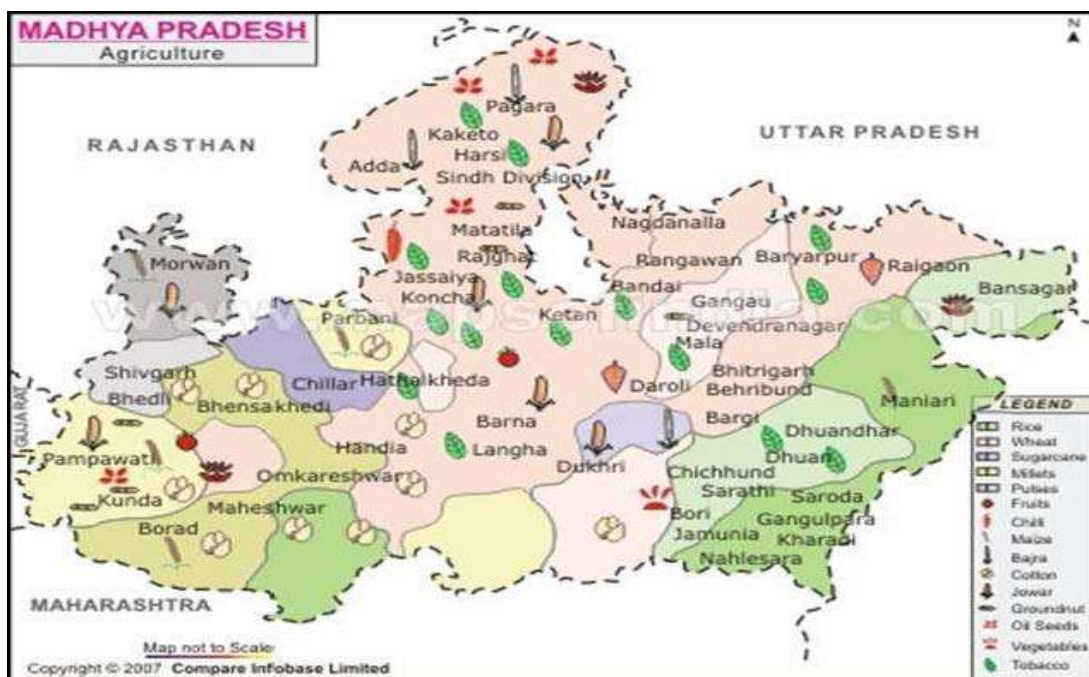 MADHYA PRADESH
Agriculture
N
RAJASTHAN
UTTAR PRADESH
Pagara
Kaketo
Harsi
Adda
Sindh Division
Nagdanalla
Matatila
Rajghat
Rangawan
Baryarpur
Raigaon
Morwan
Jassaiya
Bandai
Gangau
Bansagar
Koncha
Ketan
Devendranagar
Parbani
Mala
Shivgarh
Bhedli
Chillar
Hathalkheda
Daroli
Bhitrigarh
Behribund
Maniari
Bhensakhedi
Barna
Bargi
Dhuandhar
GUJARAT
Pampawati
Handia
Langha
Dukhri
Dhuan
Omkareshwar
Chichhund
Kunda
Maheshwar
Sarathi
Saroda
Borad
Bori
Gangulpara
Jamunia
Kharadi
Nahlesara
MAHARASHTRA
LEGEND
Rice
Wheat
Sugarcane
Millets
Pulses
Fruits
Chilli
Maize
Bajra
Cotton
Jowar
Groundnut
Oil Seeds
Vegetables
Tobacco
Map not to Scale
Copyright © 2007 Compare Infobase Limited